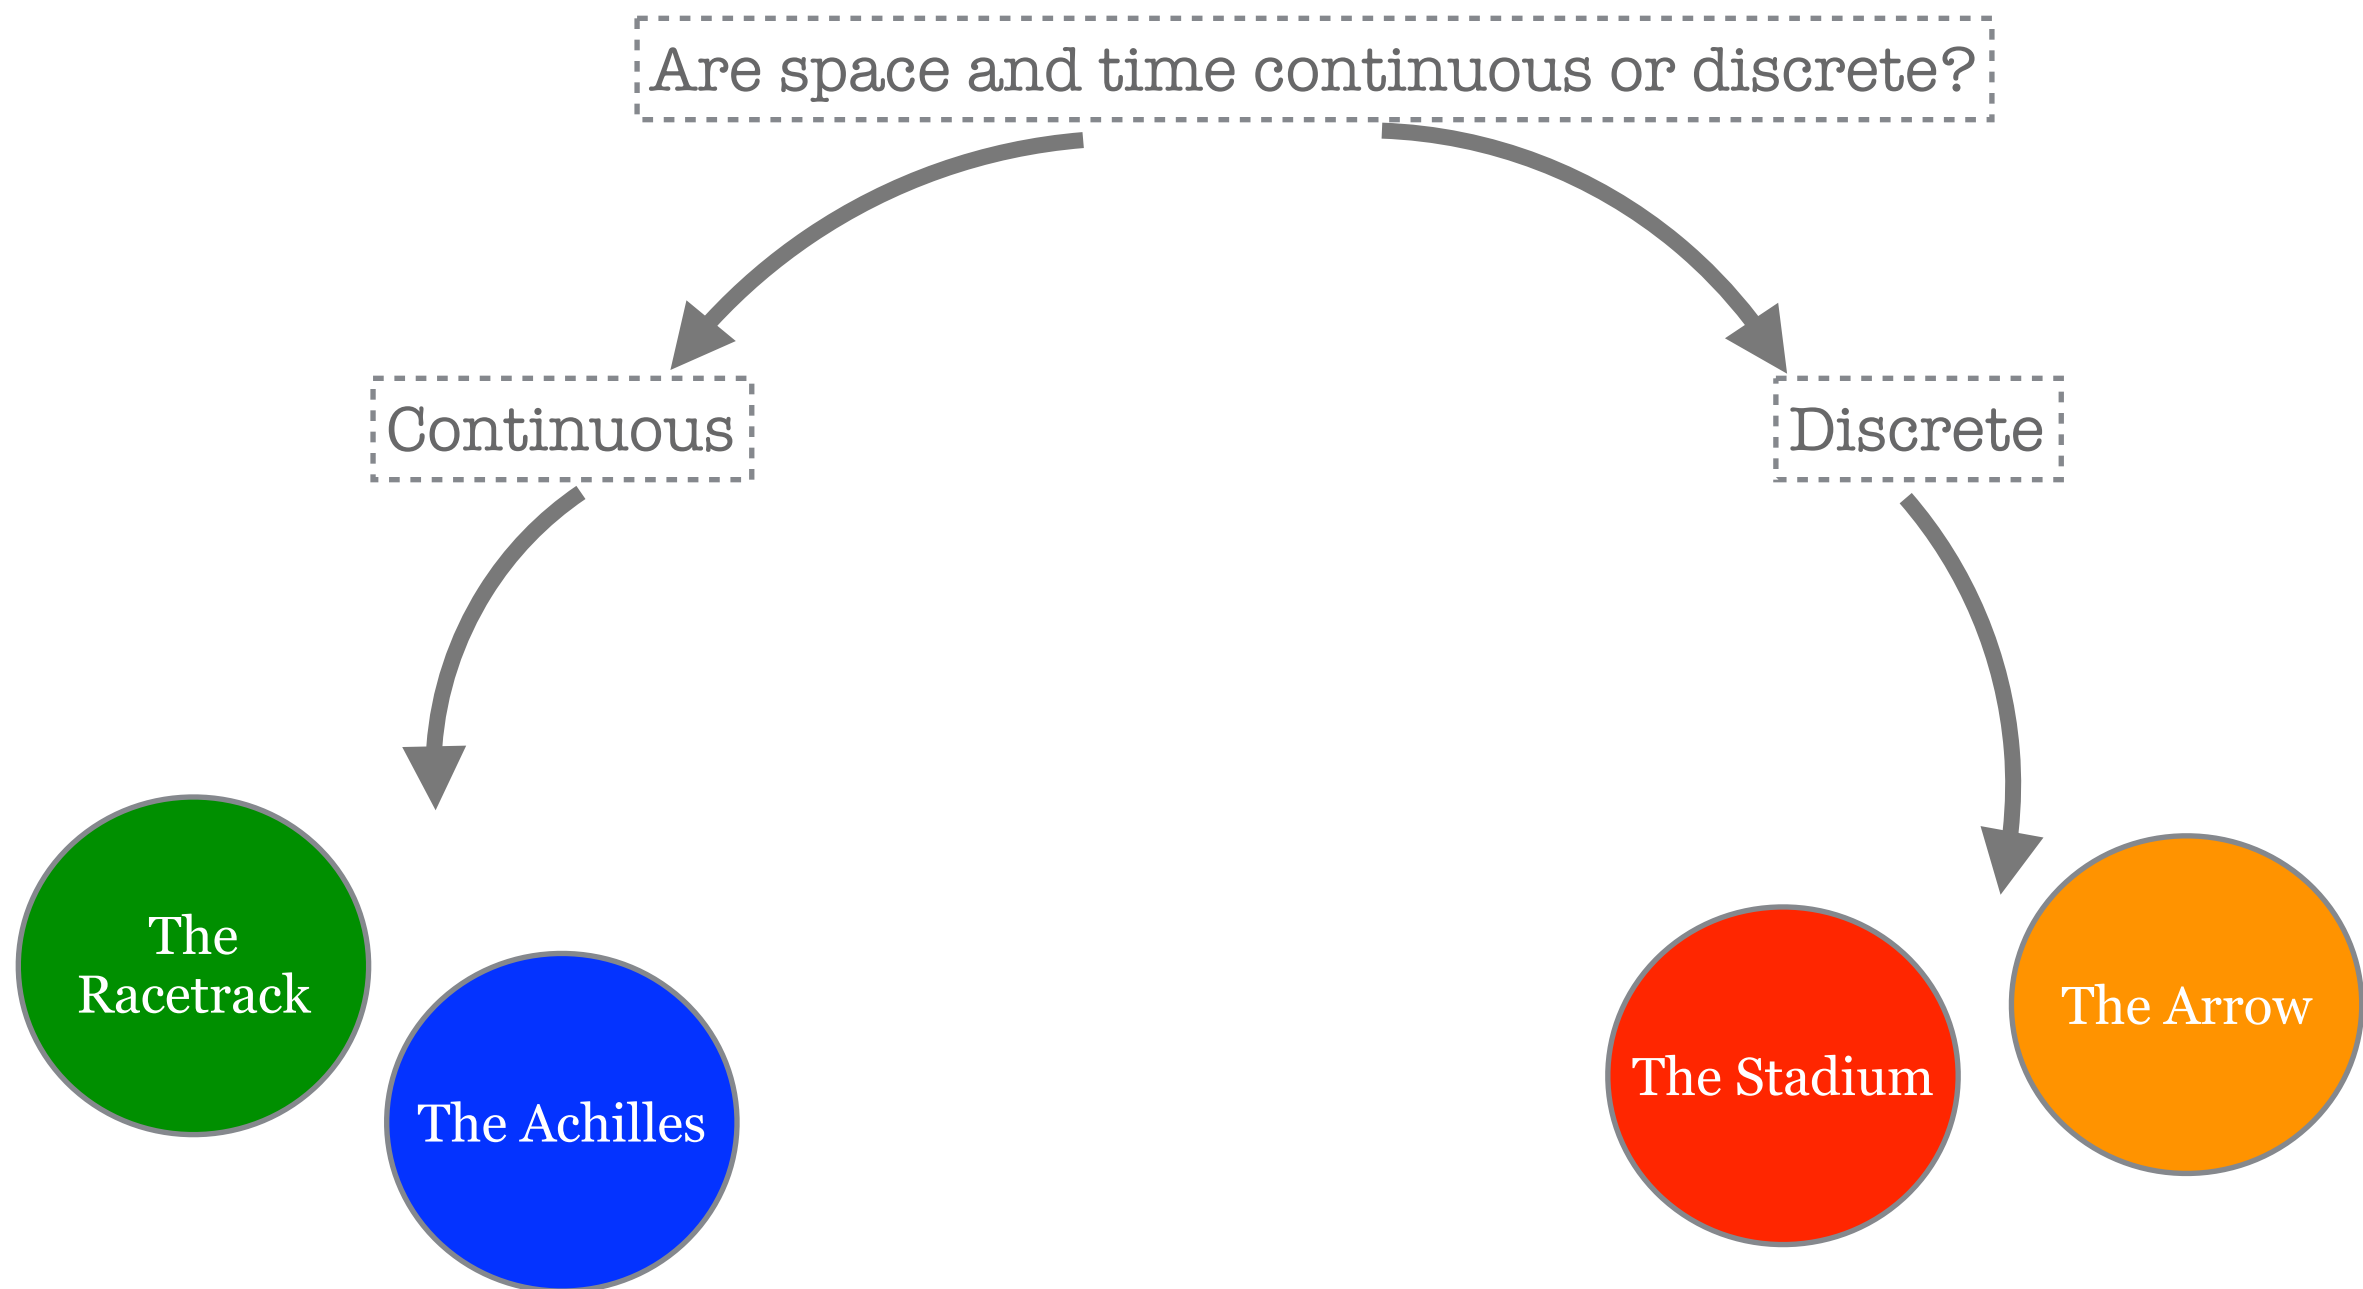 Are space and time continuous or discrete?
Continuous
Discrete
The
Racetrack
The Achilles
The Stadium
The Arrow